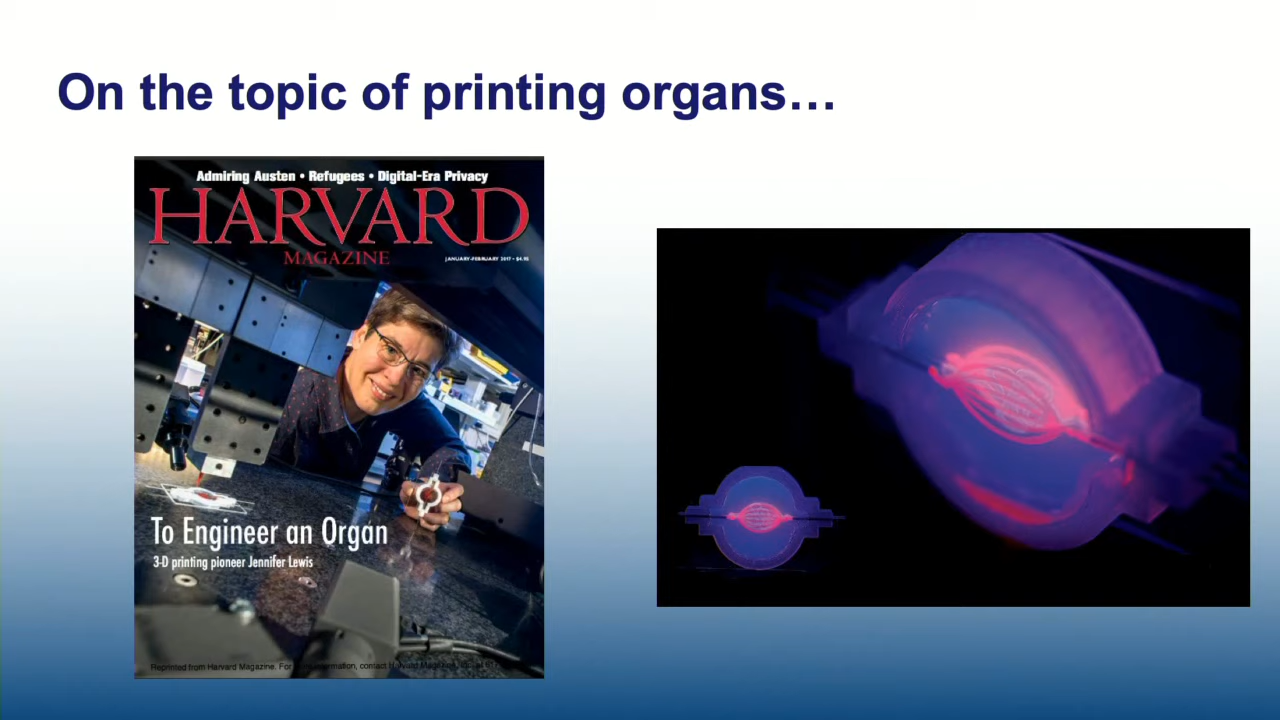 On the topic of printing organs…
Admiring Austen • Refugees • Digital-Era Privacy
HARVARD
MAGAZINE
JANUARY-FEBRUARY 2017 • $4.95
To Engineer an Organ
3-D printing pioneer Jennifer Lewis
Reprinted from Harvard Magazine. For information, contact Harvard Magazine